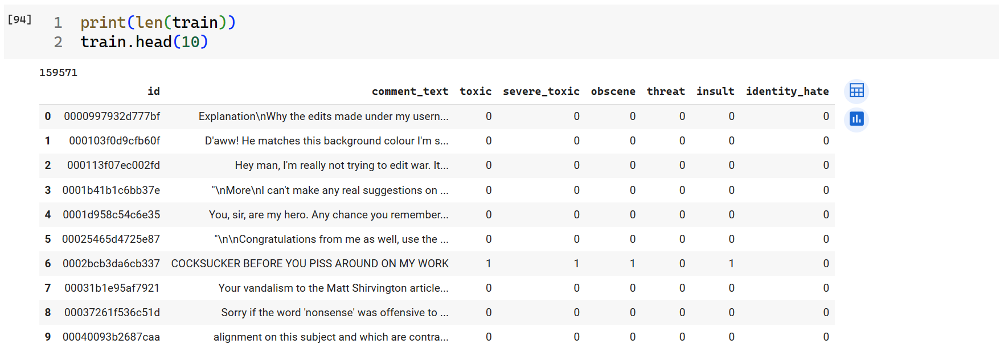 [94] 1 print(len(train))
2 train.head(10)
159571
id comment_text toxic severe_toxic obscene threat insult identity_hate
0 0000997932d777bf Explanation\nWhy the edits made under my usern... 0 0 0 0 0 0
1 000103f0d9cfb60f D'aww! He matches this background colour I'm s... 0 0 0 0 0 0
2 000113f07ec002fd Hey man, I'm really not trying to edit war. It... 0 0 0 0 0 0
3 0001b41b1c6bb37e "\nMore\nI can't make any real suggestions on ... 0 0 0 0 0 0
4 0001d958c54c6e35 You, sir, are my hero. Any chance you remember... 0 0 0 0 0 0
5 00025465d4725e87 "\n\nCongratulations from me as well, use the ... 0 0 0 0 0 0
6 0002bcb3da6cb337 COCKSUCKER BEFORE YOU PISS AROUND ON MY WORK 1 1 1 0 1 0
7 00031b1e95af7921 Your vandalism to the Matt Shirvington article... 0 0 0 0 0 0
8 00037261f536c51d Sorry if the word 'nonsense' was offensive to ... 0 0 0 0 0 0
9 00040093b2687caa alignment on this subject and which are contra... 0 0 0 0 0 0